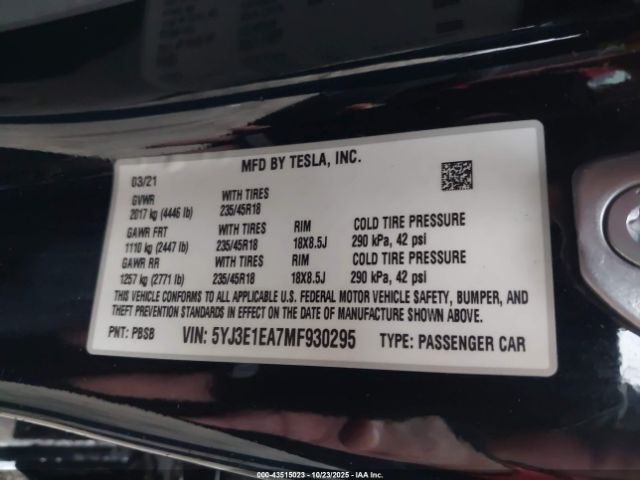 MFD BY TESLA, INC.
03/21
GVWR WITH TIRES
2017 kg (4446 lb) 235/45R18
GAWR FRT WITH TIRES RIM COLD TIRE PRESSURE
1110 kg (2447 lb) 235/45R18 18X8.5J 290 kPa, 42 psi
GAWR RR WITH TIRES RIM COLD TIRE PRESSURE
1257 kg (2771 lb) 235/45R18 18X8.5J 290 kPa, 42 psi
THIS VEHICLE CONFORMS TO ALL APPLICABLE U.S. FEDERAL MOTOR VEHICLE SAFETY, BUMPER, AND
THEFT PREVENTION STANDARDS IN EFFECT ON THE DATE OF MANUFACTURE SHOWN ABOVE.
PNT: PBSB VIN: 5YJ3E1EA7MF930295 TYPE: PASSENGER CAR
000-43515023 - 10/23/2025 - IAAI.com